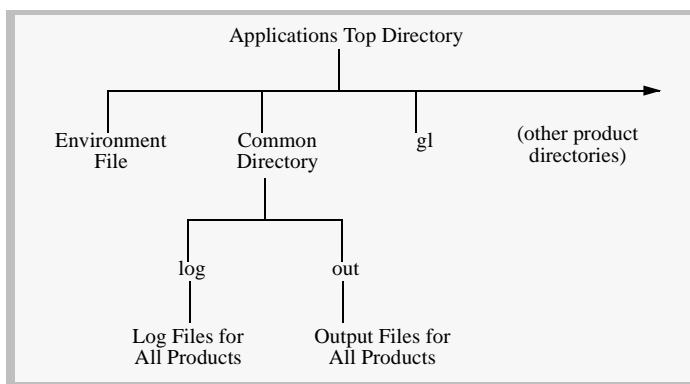 Applications Top Directory
Environment
File
Common
Directory
gl
(other product
directories)
log
out
Log Files for
All Products
Output Files for
All Products